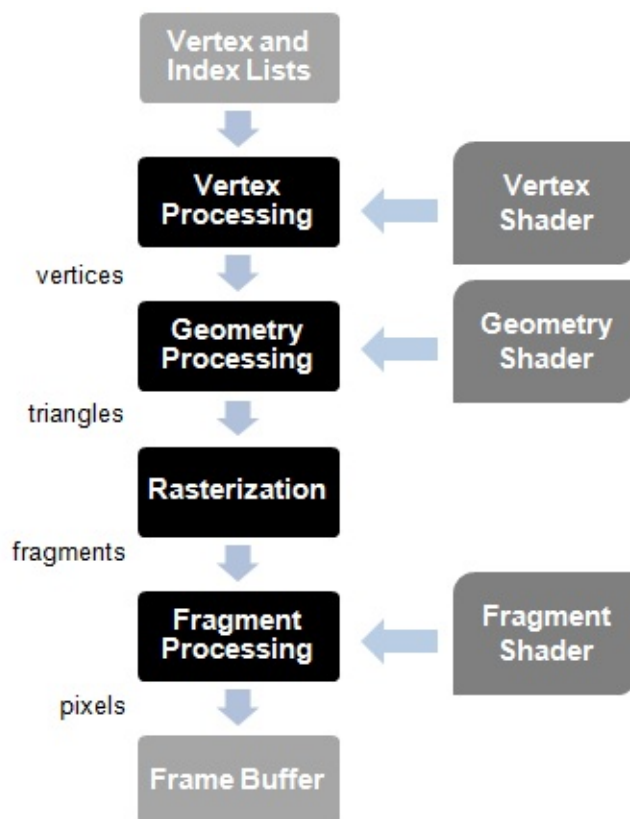 Vertex and
Index Lists
Vertex
Processing
Vertex
Shader
vertices
Geometry
Processing
Geometry
Shader
triangles
Rasterization
fragments
Fragment
Processing
Fragment
Shader
pixels
Frame Buffer